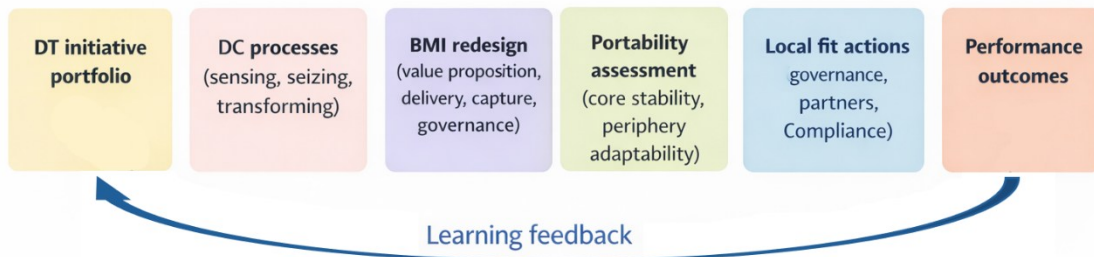 DT initiative
portfolio
DC processes
(sensing, seizing,
transforming)
BMI redesign
(value proposition,
delivery, capture,
governance)
Portability
assessment
(core stability,
periphery
adaptability)
Local fit actions
governance,
partners,
Compliance)
Performance
outcomes
Learning feedback